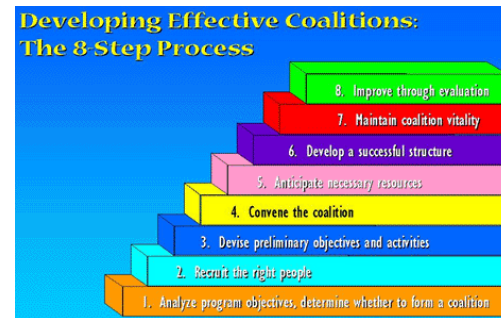 Developing Effective Coalitions:
The 8-Step Process
8. Improve through evaluation
7. Maintain coalition vitality
6. Develop a successful structure
5. Anticipate necessary resources
4. Convene the coalition
3. Devise preliminary objectives and activities
2. Recruit the right people
1. Analyze program objectives, determine whether to form a coalition